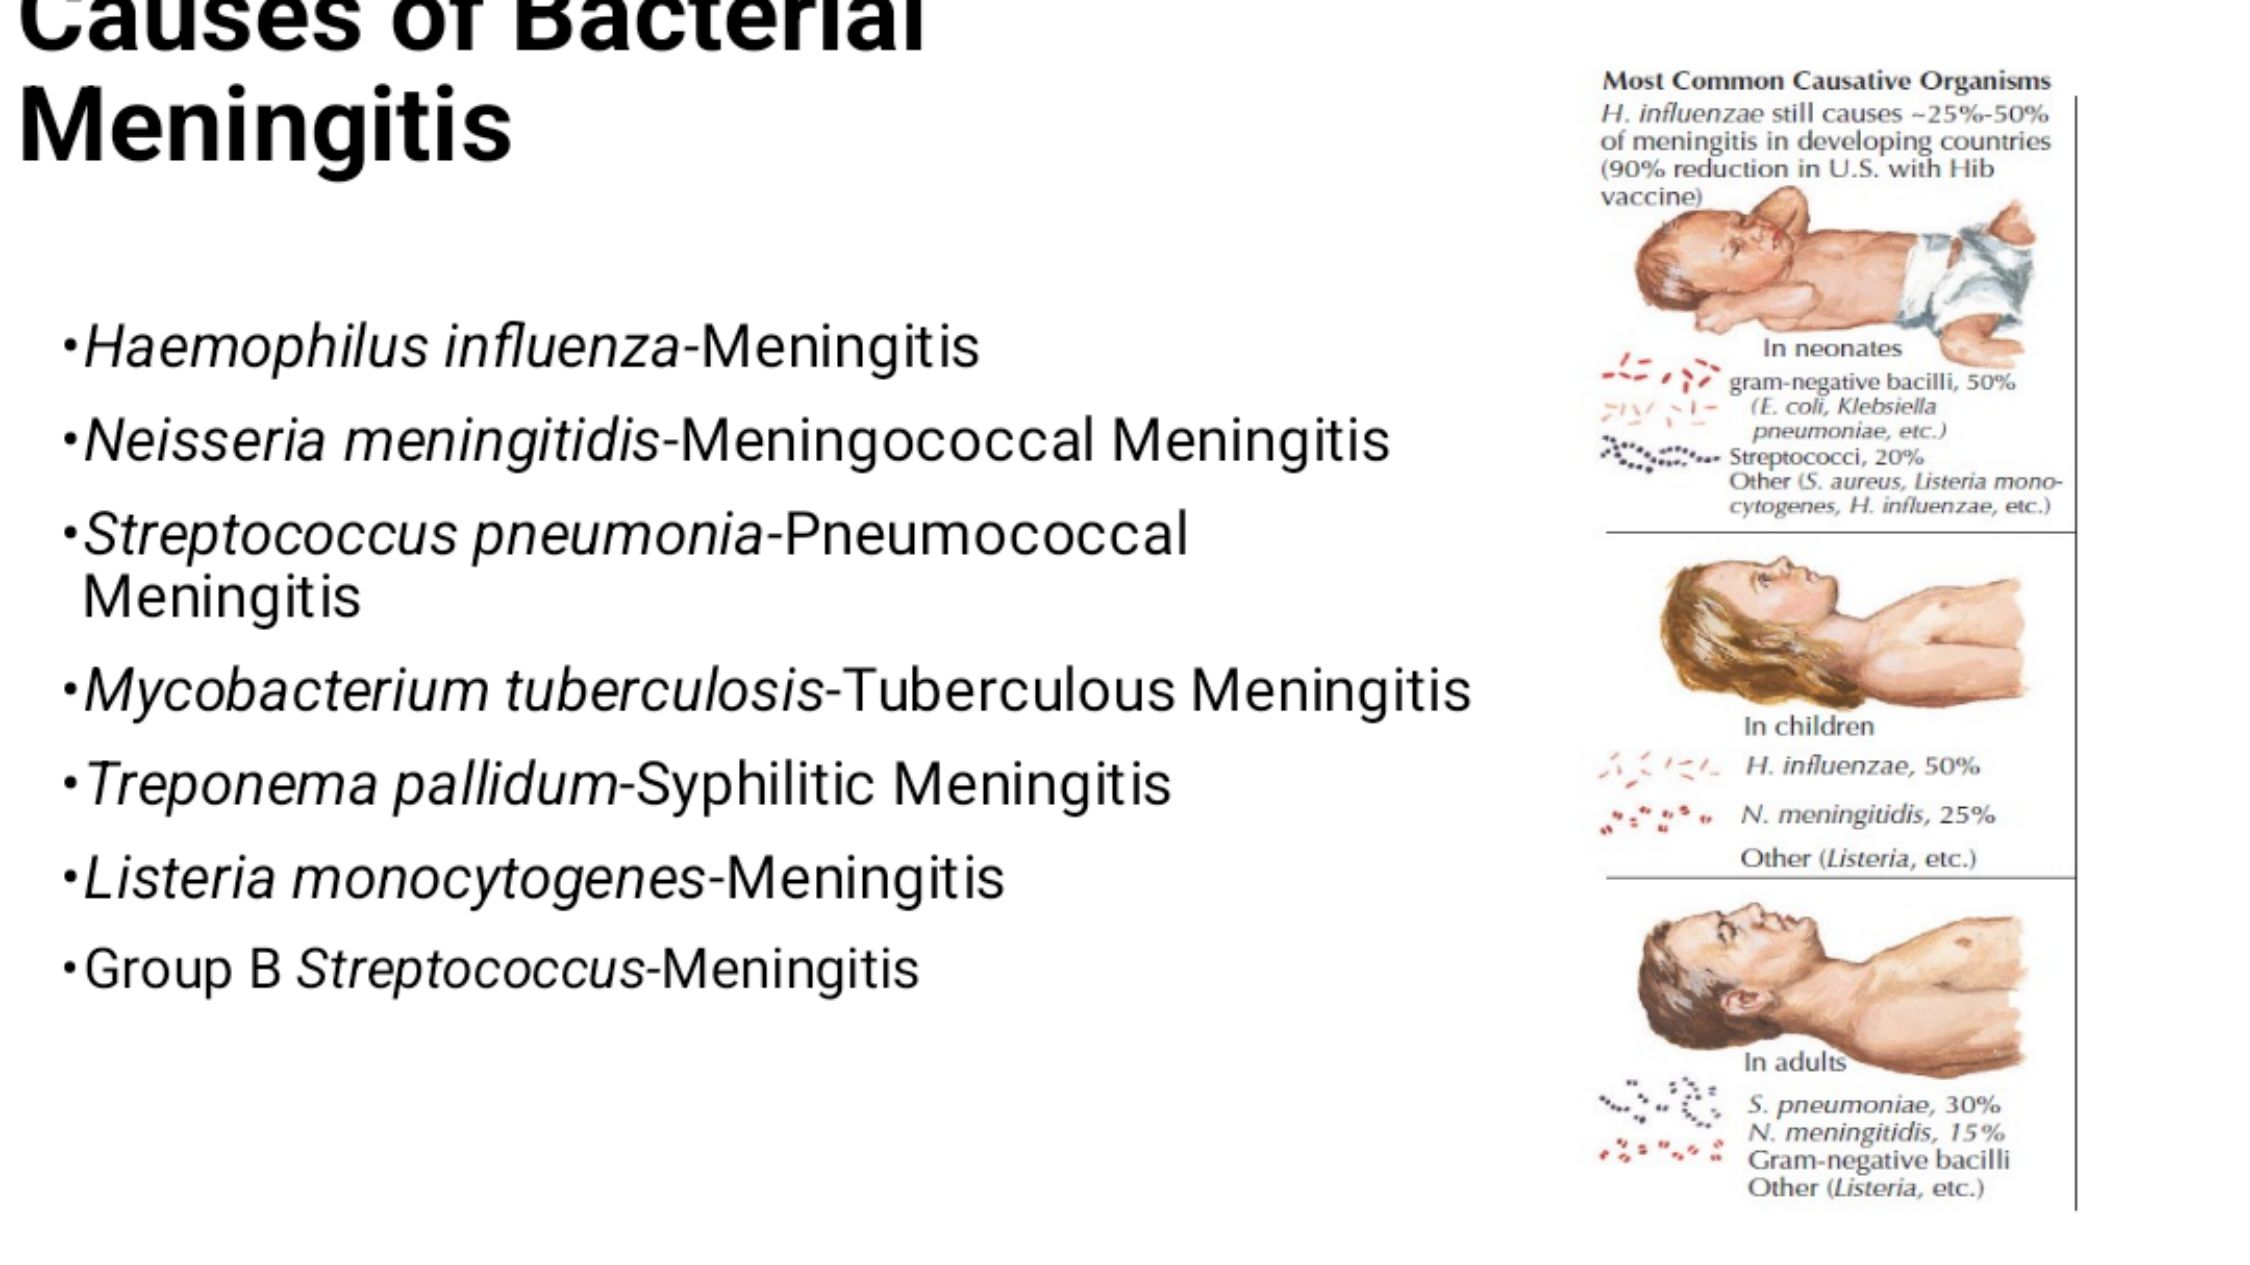 Causes of Bacterial
Meningitis
•Haemophilus influenza-Meningitis
•Neisseria meningitidis-Meningococcal Meningitis
•Streptococcus pneumonia-Pneumococcal
Meningitis
•Mycobacterium tuberculosis-Tuberculous Meningitis
•Treponema pallidum-Syphilitic Meningitis
•Listeria monocytogenes-Meningitis
•Group B Streptococcus-Meningitis
Most Common Causative Organisms
H. influenzae still causes ~25%-50%
of meningitis in developing countries
(90% reduction in U.S. with Hib
vaccine)
In neonates
gram-negative bacilli, 50%
(E. coli, Klebsiella
pneumoniae, etc.)
Streptococci, 20%
Other (S. aureus, Listeria mono-
cytogenes, H. influenzae, etc.)
In children
H. influenzae, 50%
N. meningitidis, 25%
Other (Listeria, etc.)
In adults
S. pneumoniae, 30%
N. meningitidis, 15%
Gram-negative bacilli
Other (Listeria, etc.)